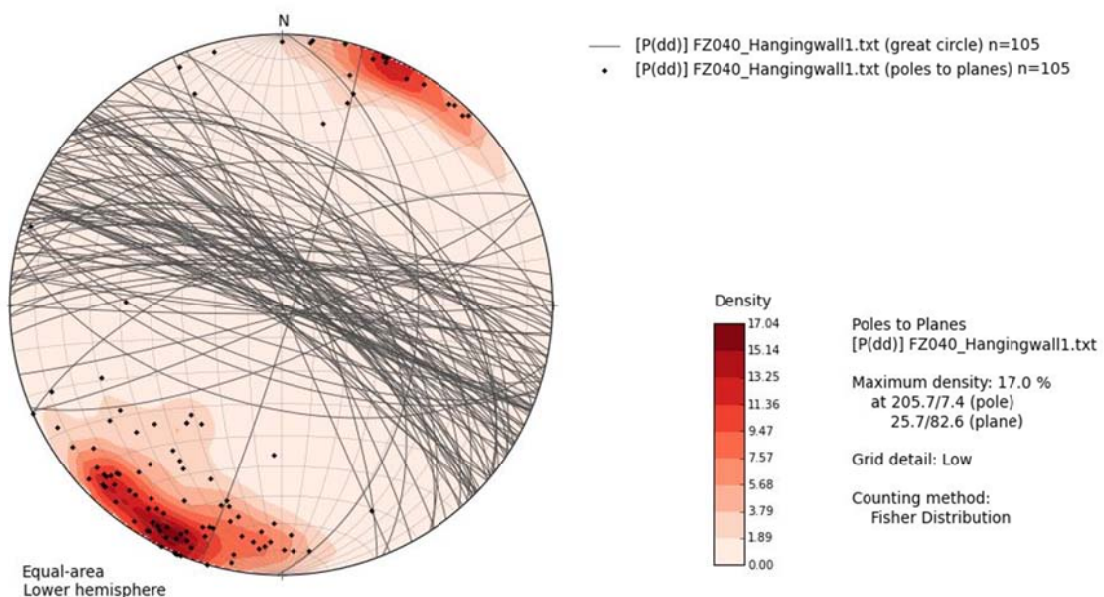 N
[P(dd)] FZ040_Hangingwall1.txt (great circle) n=105
[P(dd)] FZ040_Hangingwall1.txt (poles to planes) n=105
Density
17.04
15.14
13.25
11.36
9.47
7.57
5.68
3.79
1.89
0.00
Poles to Planes
[P(dd)] FZ040_Hangingwall1.txt
Maximum density: 17.0 %
at 205.7/7.4 (pole)
25.7/82.6 (plane)
Grid detail: Low
Counting method:
Fisher Distribution
Equal-area
Lower hemisphere